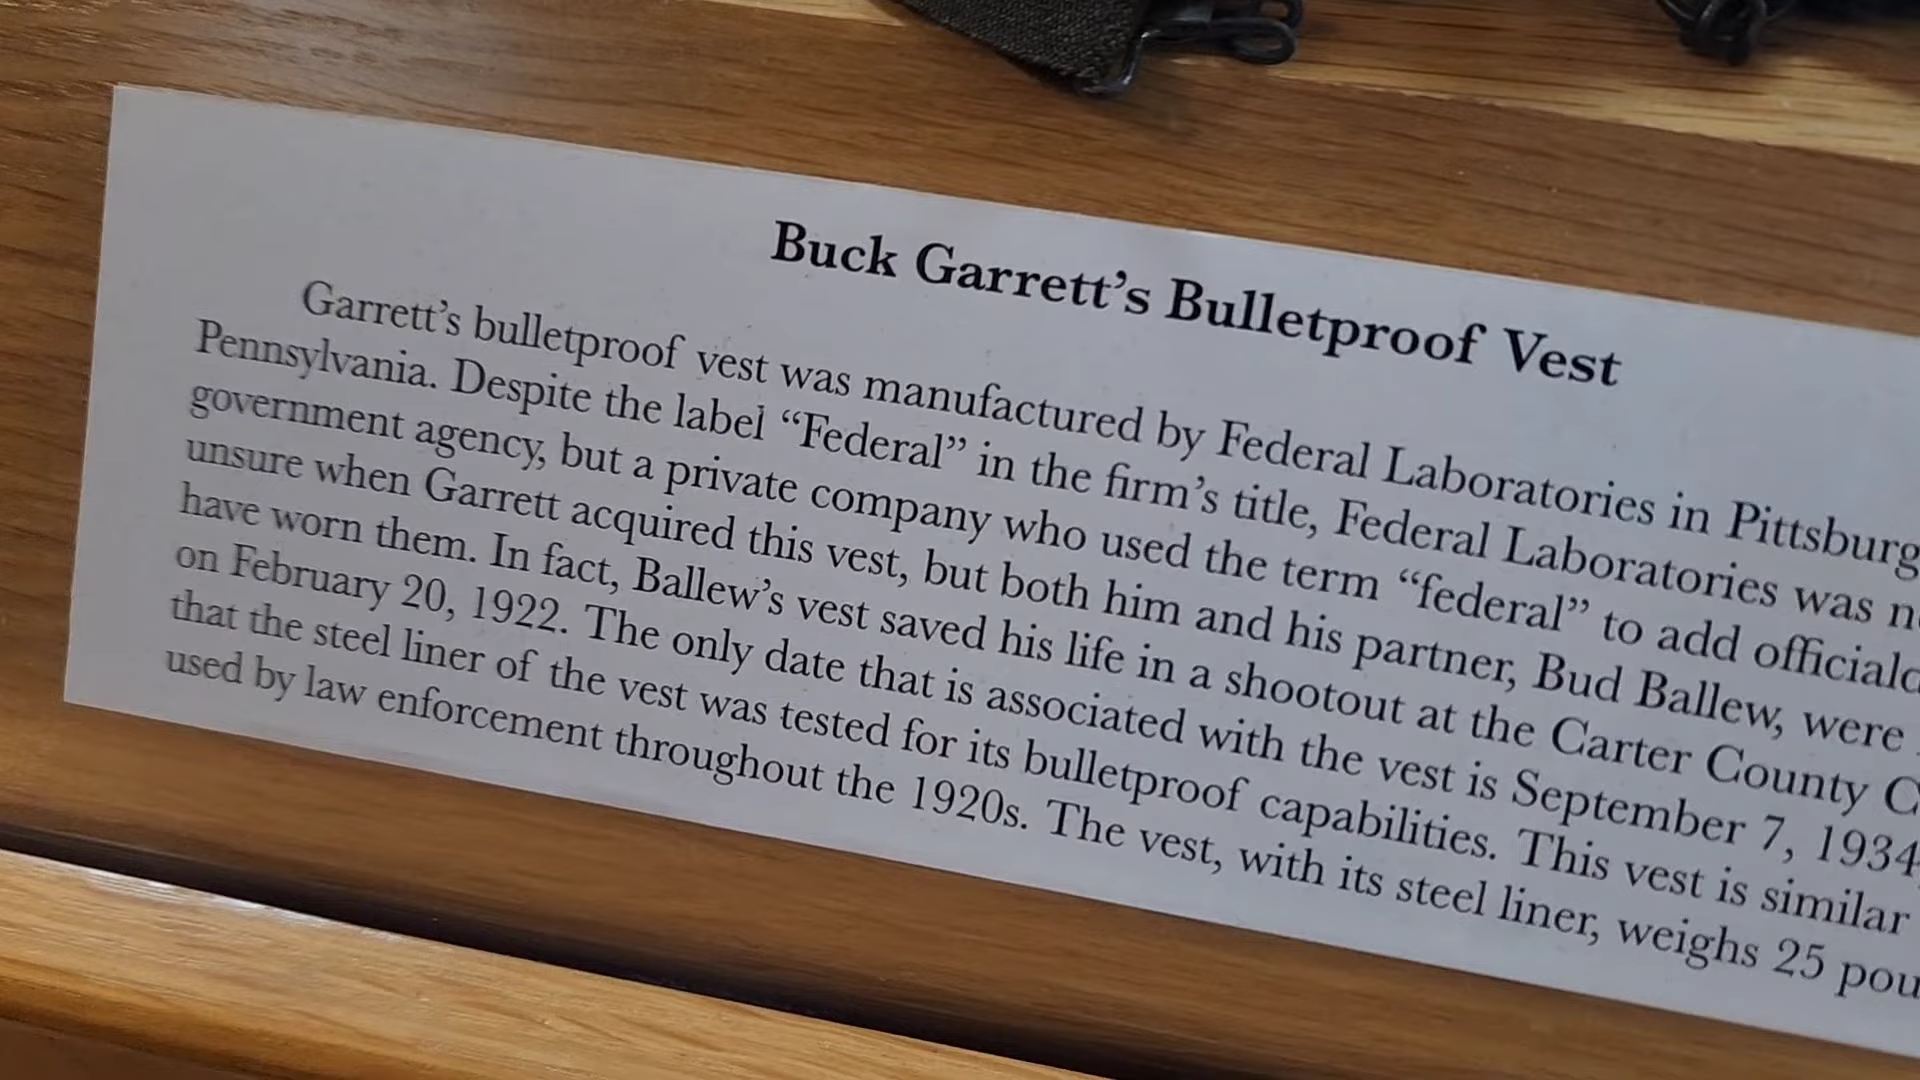 Buck Garrett's Bulletproof Vest
Garrett's bulletproof vest was manufactured by Federal Laboratories in Pittsburg
Pennsylvania. Despite the label “Federal” in the firm's title, Federal Laboratories was n
government agency, but a private company who used the term “federal” to add official
unsure when Garrett acquired this vest, but both him and his partner, Bud Ballew, were
have worn them. In fact, Ballew's vest saved his life in a shootout at the Carter County C
on February 20, 1922. The only date that is associated with the vest is September 7, 1934
that the steel liner of the vest was tested for its bulletproof capabilities. This vest is similar
used by law enforcement throughout the 1920s. The vest, with its steel liner, weighs 25 pou